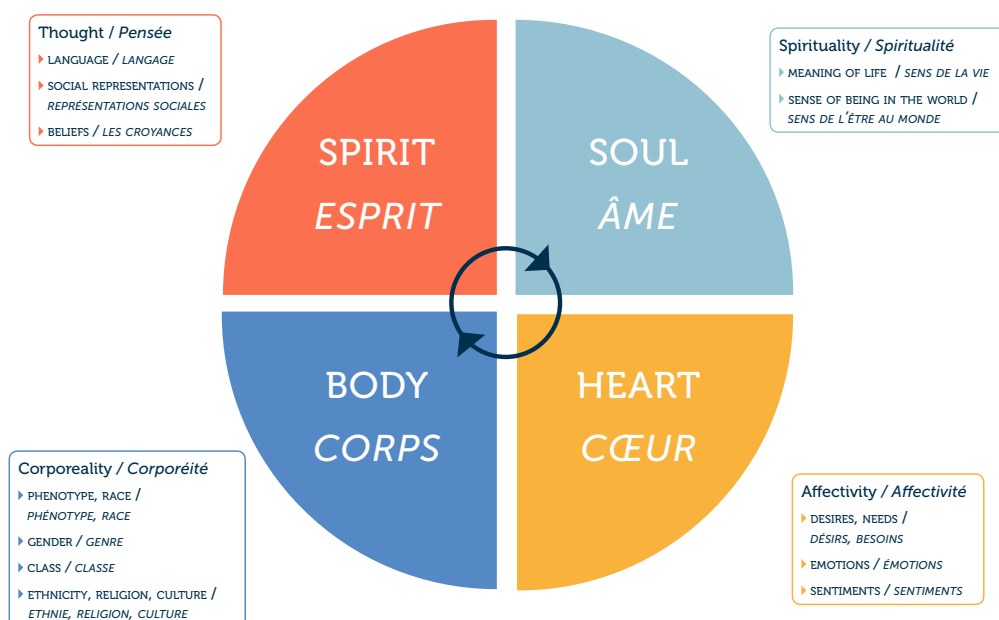 Thought / Pensée
LANGUAGE / LANGAGE
SOCIAL REPRESENTATIONS /
REPRÉSENTATIONS SOCIALES
BELIEFS / LES CROYANCES
Spirituality / Spiritualité
MEANING OF LIFE / SENS DE LA VIE
SENSE OF BEING IN THE WORLD /
SENS DE L'ÊTRE AU MONDE
SPIRIT
ESPRIT
SOUL
ÂME
BODY
CORPS
HEART
CŒUR
Corporeality / Corporéité
PHENOTYPE, RACE /
PHÉNOTYPE, RACE
GENDER / GENRE
CLASS / CLASSE
ETHNICITY, RELIGION, CULTURE /
ETHNIE, RELIGION, CULTURE
Affectivity / Affectivité
DESIRES, NEEDS /
DÉSIRS, BESOINS
EMOTIONS / ÉMOTIONS
SENTIMENTS / SENTIMENTS